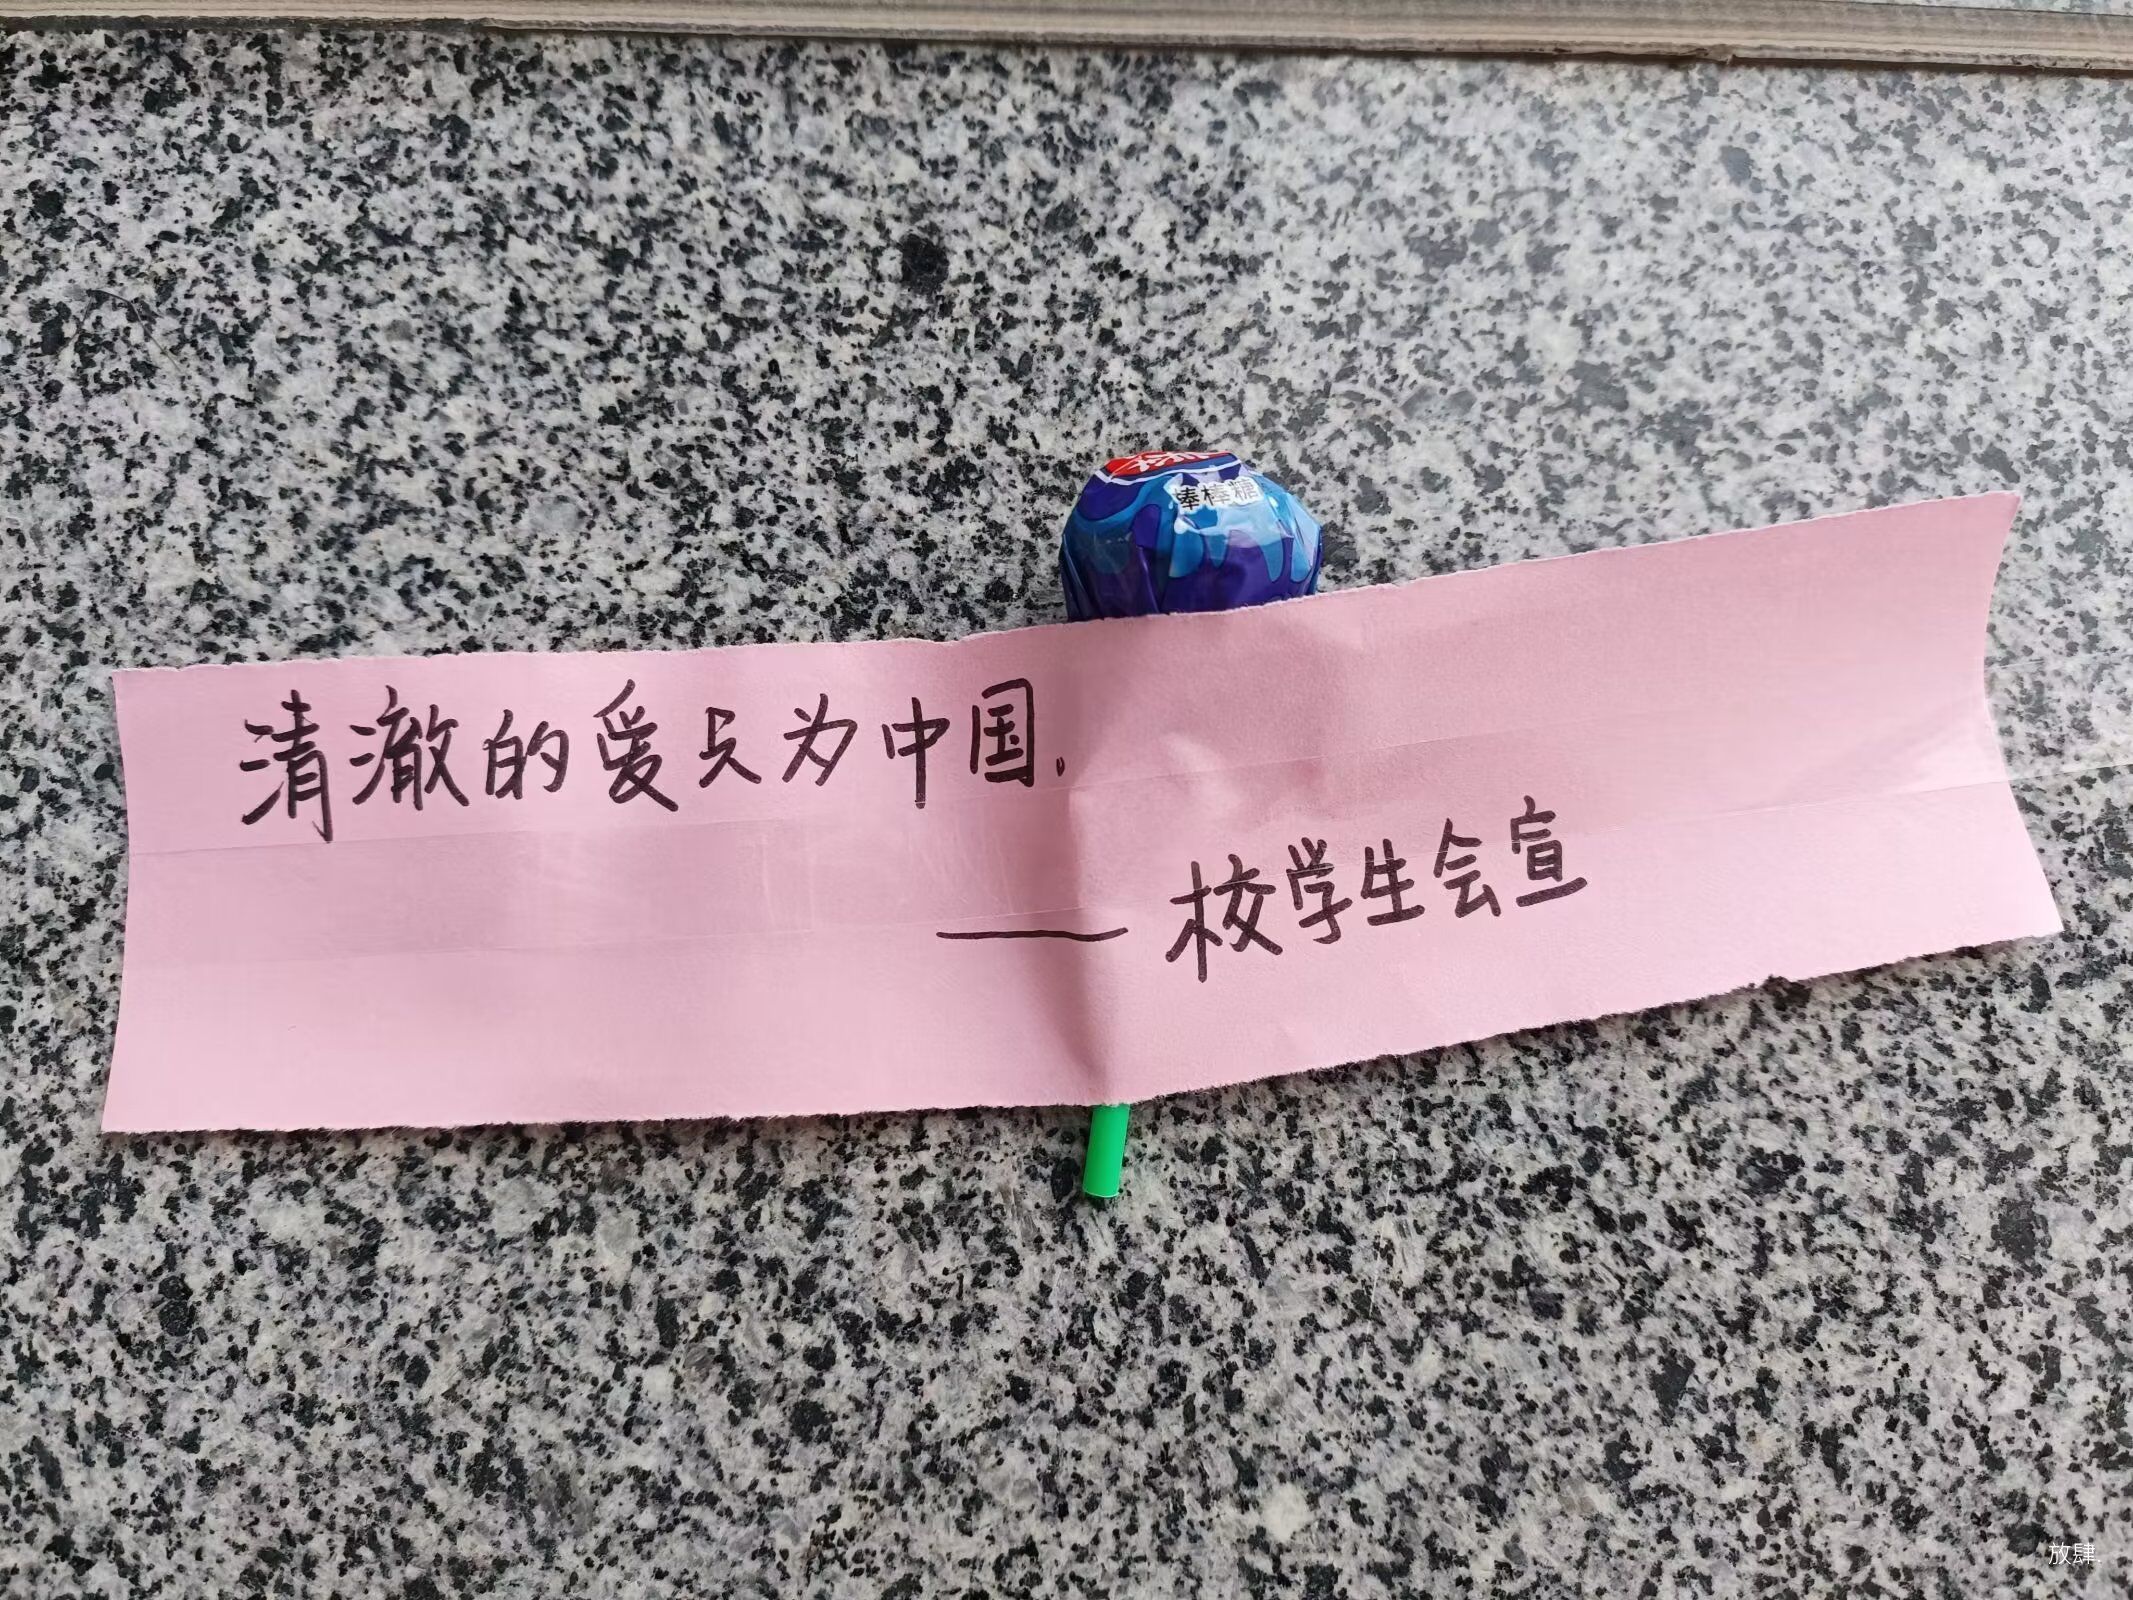 棒棒糖
清澈的爱只为中国.
—— 校学生会宣
放肆.